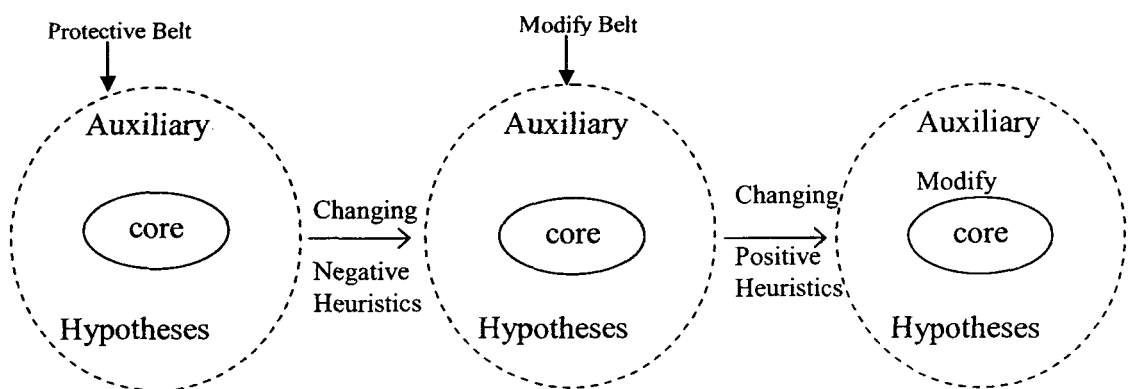 Protective Belt
Modify Belt
Auxiliary
core
Hypotheses
Changing
Negative
Heuristics
Auxiliary
core
Hypotheses
Changing
Positive
Heuristics
Auxiliary
Modify
core
Hypotheses